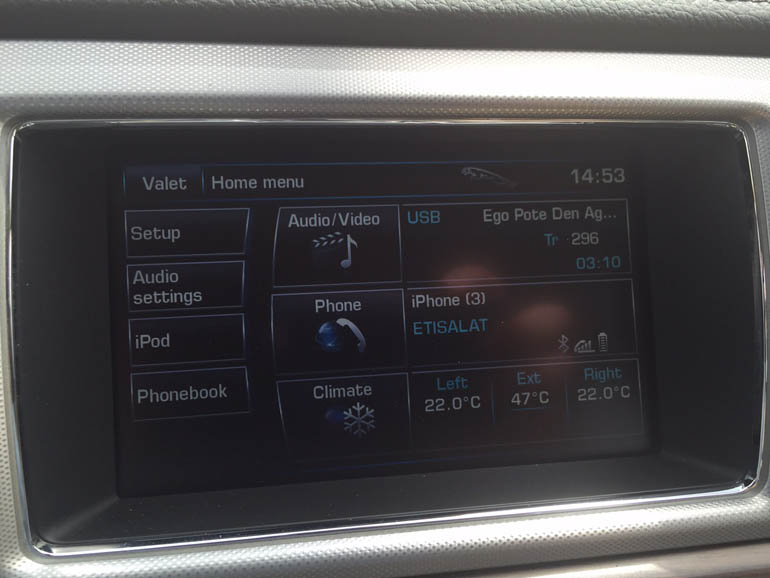 Valet
Home menu
14:53
Setup
Audio
settings
iPod
Phonebook
Audio/Video
Phone
Climate
USB
Ego Pote Den Ag...
Tr 296
03:10
iPhone (3)
ETISALAT
Left
22.0°C
Ext
47°C
Right
22.0°C